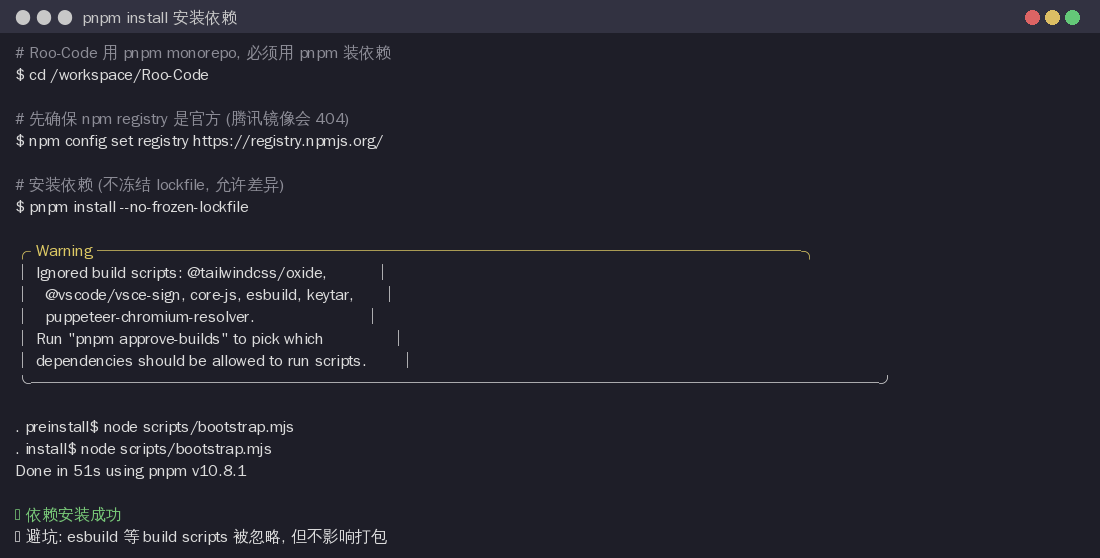 pnpm install 安装依赖
# Roo-Code 用 pnpm monorepo, 必须用 pnpm 装依赖
$ cd /workspace/Roo-Code
# 先确保 npm registry 是官方 (腾讯镜像会 404)
$ npm config set registry https://registry.npmjs.org/
# 安装依赖 (不冻结 lockfile, 允许差异)
$ pnpm install --no-frozen-lockfile
Warning
Ignored build scripts: @tailwindcss/oxide,
@vscode/vsce-sign, core-js, esbuild, keytar,
puppeteer-chromium-resolver.
Run "pnpm approve-builds" to pick which
dependencies should be allowed to run scripts.
. preinstall$ node scripts/bootstrap.mjs
. install$ node scripts/bootstrap.mjs
Done in 51s using pnpm v10.8.1
依赖安装成功
避坑: esbuild 等 build scripts 被忽略, 但不影响打包